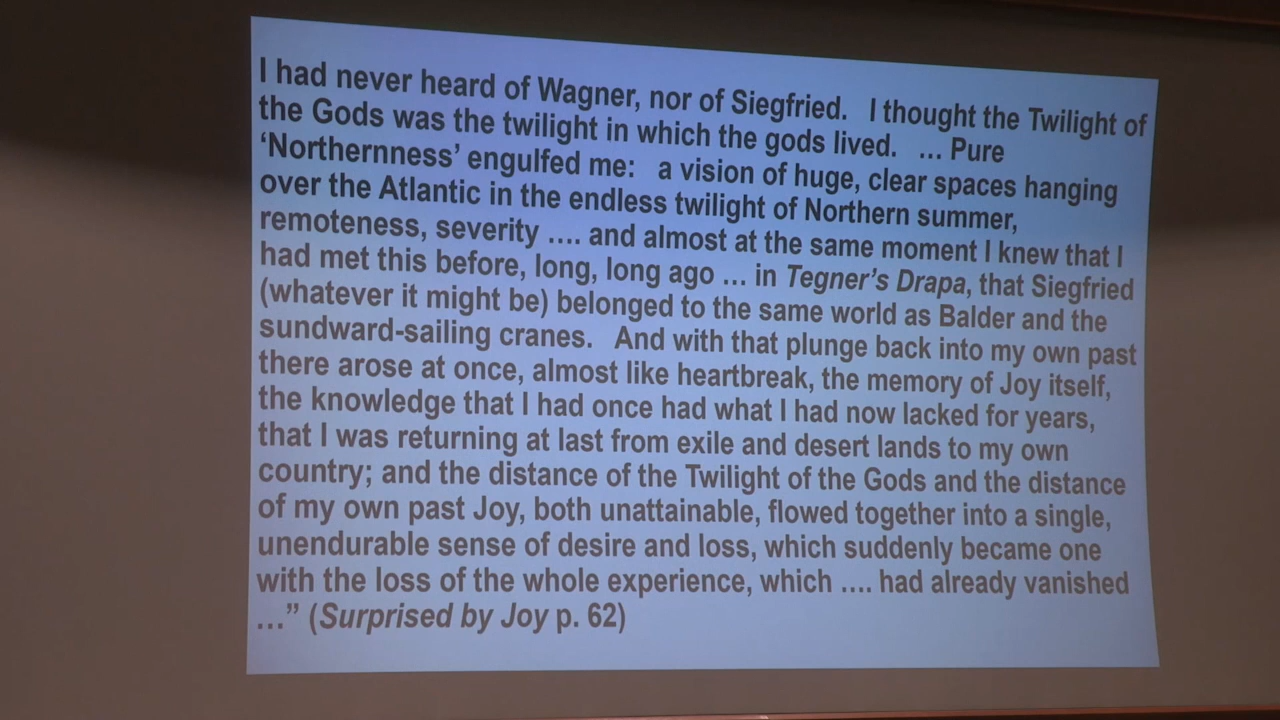 I had never heard of Wagner, nor of Siegfried.   I thought the Twilight of
the Gods was the twilight in which the gods lived.   ... Pure
‘Northernness’ engulfed me:   a vision of huge, clear spaces hanging
over the Atlantic in the endless twilight of Northern summer,
remoteness, severity .... and almost at the same moment I knew that I
had met this before, long, long ago ... in Tegner’s Drapa, that Siegfried
(whatever it might be) belonged to the same world as Balder and the
sundward-sailing cranes.   And with that plunge back into my own past
there arose at once, almost like heartbreak, the memory of Joy itself,
the knowledge that I had once had what I had now lacked for years,
that I was returning at last from exile and desert lands to my own
country; and the distance of the Twilight of the Gods and the distance
of my own past Joy, both unattainable, flowed together into a single,
unendurable sense of desire and loss, which suddenly became one
with the loss of the whole experience, which .... had already vanished
...” (Surprised by Joy p. 62)